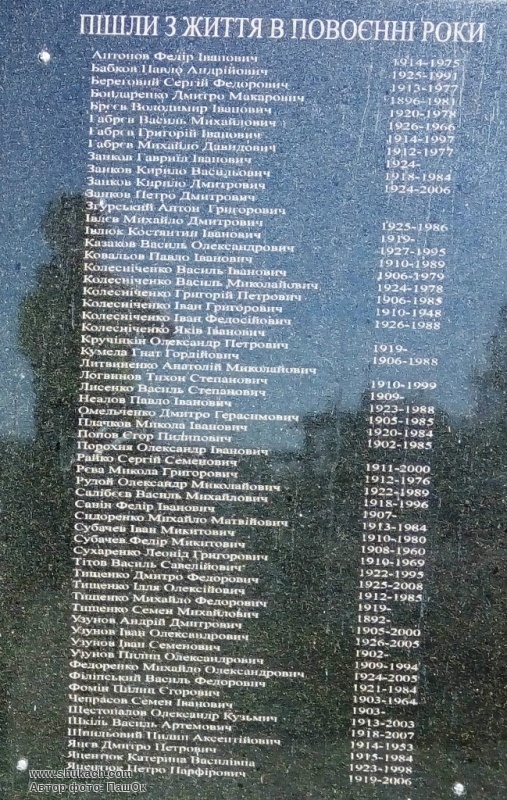 ПІШЛИ З ЖИТТЯ В ПОВОЄННІ РОКИ
Антонов Федір Іванович 1914-1975
Бабков Павло Андрійович 1925-1991
Береговий Сергій Федорович 1913-1977
Бондаренко Дмитро Макарович 1896-1981
Брєєв Володимир Іванович 1920-1978
Габрєв Василь Михайлович 1926-1966
Габрєв Григорій Іванович 1914-1997
Габрєв Михайло Давидович 1912-1977
Заиков Гавриїл Іванович 1924-
Заиков Кирило Васильович 1918-1984
Заиков Кирило Дмитрович 1924-2006
Заиков Петро Дмитрович
Згурський Антон Григорович
Івлєв Михайло Дмитрович 1925-1986
Івлюк Костянтин Іванович 1919-
Казаков Василь Олександрович 1927-1995
Ковальов Павло Іванович 1910-1989
Колесніченко Василь Іванович 1906-1979
Колесніченко Василь Миколайович 1924-1978
Колесніченко Григорій Петрович 1906-1985
Колесніченко Іван Григорович 1910-1948
Колесніченко Іван Федосійович 1926-1988
Колесніченко Яків Іванович
Кручінкін Олександр Петрович 1919-
Кумела Гнат Гордійович 1906-1988
Литвиненко Анатолій Миколайович
Логвинов Тихон Степанович 1910-1999
Лисенко Василь Степанович 1909-
Неалов Павло Іванович 1923-1988
Омельченко Дмитро Герасимович 1905-1985
Плачков Микола Іванович 1920-1984
Попов Єгор Пилипович 1902-1985
Порохня Олександр Іванович
Райко Сергій Семенович 1911-2000
Рєва Микола Григорович 1912-1976
Рудой Олександр Миколайович 1922-1989
Салібєєв Василь Михайлович 1918-1996
Санін Федір Іванович 1907-
Сидоренко Михайло Матвійович 1913-1984
Субачев Іван Микитович 1910-1980
Субачев Федір Микитович 1908-1960
Сухаренко Леонід Григорович 1910-1969
Тітов Василь Савелійович 1922-1995
Тищенко Дмитро Федорович 1925-2008
Тищенко Ілля Олексійович 1912-1985
Тищенко Михайло Федорович 1919-
Тищенко Семен Михайлович 1892-
Узунов Андрій Дмитрович 1905-2000
Узунов Іван Олександрович 1926-2005
Узунов Іван Семенович 1902-
Узунов Пилип Олександрович 1909-1994
Федоренко Михайло Олександрович 1924-2005
Філіпський Василь Федорович 1921-1984
Фомін Пилип Єгорович 1903-1964
Чепрасов Семен Іванович 1903-
Шестопалов Олександр Кузьмич 1913-2003
Шкіль Василь Артемович 1918-2007
Пилип Аксентійович 1914-1953
Янєв Дмитро Петрович 1915-1984
Катерина Василівна 1923-1998
Петро Парфірович 1919-2006
www.shukach.com
Автор фото: ПашОк